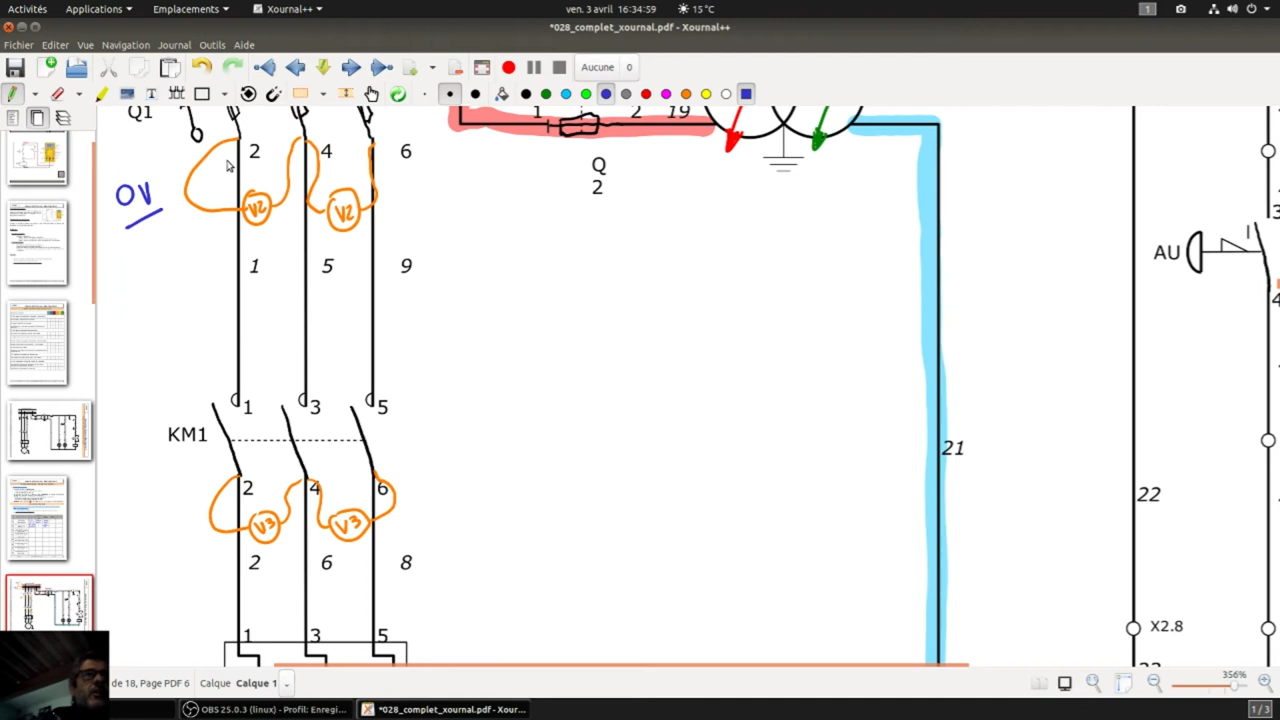 Activités Applications Emplacements Xournal++ ven. 3 avril 16:34:59 15°C 1
*028_complet_xournal.pdf - Xournal++
Fichier Editer Vue Navigation Journal Outils Aide
Aucune 0
Q1
1 2 19
2 4 6
Q
2
0V
V2 V2
3
AU
4
1 5 9
1 3 5
KM1
21
2 4 6
22
V3 V3
2 6 8
X2.8
1 3 5
de 18, Page PDF 6 Calque Calque 1 356%
OBS 25.0.3 (linux) - Profil: Enregi... *028_complet_xournal.pdf - Xour... 1/3